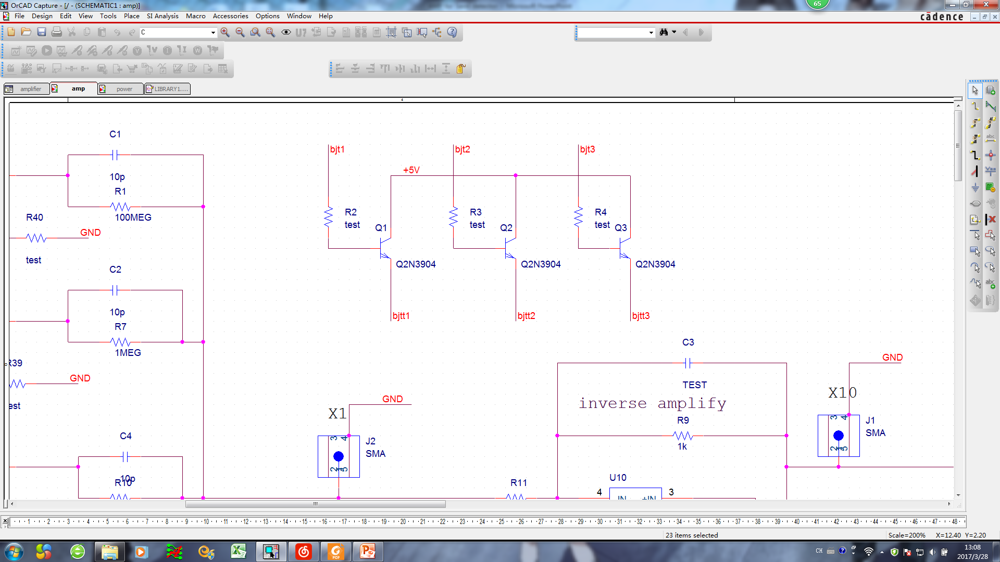 OrCAD Capture - [/ - (SCHEMATIC1 : amp)]
65
File Design Edit View Tools Place SI Analysis Macro Accessories Options Window Help
cādence
C
U?
amplifier amp power LIBRARY1....
4
C1
10p
R1
100MEG
R40
GND
test
C2
10p
R7
1MEG
R39
GND
est
C4
10p
R10
bjt1 bjt2 bjt3
+5V
R2 R3 R4
test test test
Q1 Q2 Q3
Q2N3904 Q2N3904 Q2N3904
bjtt1 bjtt2 bjtt3
C3
TEST
inverse amplify
R9
1k
GND
X10
3 4
J1
SMA
2 1 5
GND
X1
3 4
J2
SMA
2 1 5
R11
U10
4 3
-IN +IN
1 2 3 4 5 6 7 8 9 10 11 12 13 14 15 16 17 18 19 20 21 22 23 24 25 26 27 28 29 30 31 32 33 34 35 36 37 38 39 40 41 42 43 44 45 46 47 48
23 items selected
Scale=200% X=12.40 Y=2.20
CH
13:08
2017/3/28